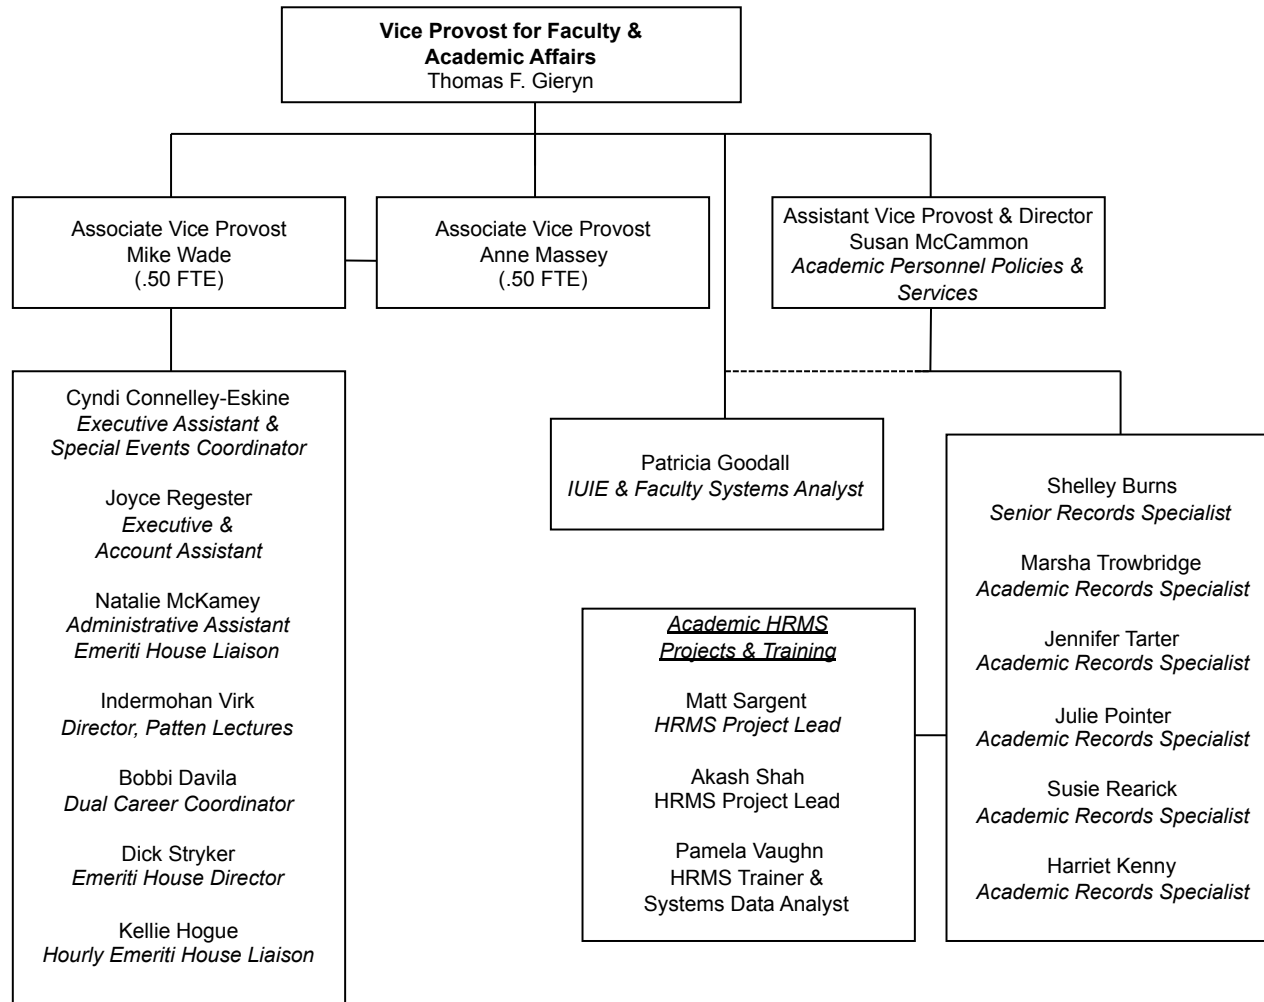 Vice Provost for Faculty &
Academic Affairs
Thomas F. Gieryn
Associate Vice Provost
Mike Wade
(.50 FTE)
Associate Vice Provost
Anne Massey
(.50 FTE)
Assistant Vice Provost & Director
Susan McCammon
Academic Personnel Policies &
Services
Cyndi Connelley-Eskine
Executive Assistant &
Special Events Coordinator
Joyce Regester
Executive &
Account Assistant
Natalie McKamey
Administrative Assistant
Emeriti House Liaison
Indermohan Virk
Director, Patten Lectures
Bobbi Davila
Dual Career Coordinator
Dick Stryker
Emeriti House Director
Kellie Hogue
Hourly Emeriti House Liaison
Patricia Goodall
IUIE & Faculty Systems Analyst
Academic HRMS
Projects & Training
Matt Sargent
HRMS Project Lead
Akash Shah
HRMS Project Lead
Pamela Vaughn
HRMS Trainer &
Systems Data Analyst
Shelley Burns
Senior Records Specialist
Marsha Trowbridge
Academic Records Specialist
Jennifer Tarter
Academic Records Specialist
Julie Pointer
Academic Records Specialist
Susie Rearick
Academic Records Specialist
Harriet Kenny
Academic Records Specialist